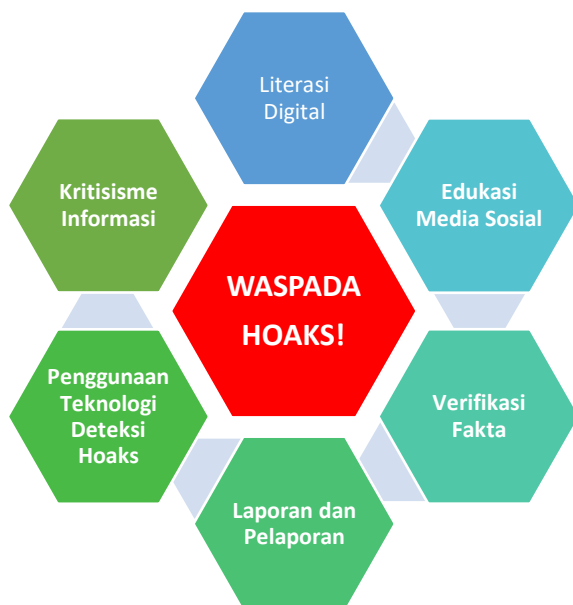 Literasi
Digital
Edukasi
Media Sosial
Verifikasi
Fakta
Laporan dan
Pelaporan
Penggunaan
Teknologi
Deteksi
Hoaks
Kritisisme
Informasi
WASPADA
HOAKS!